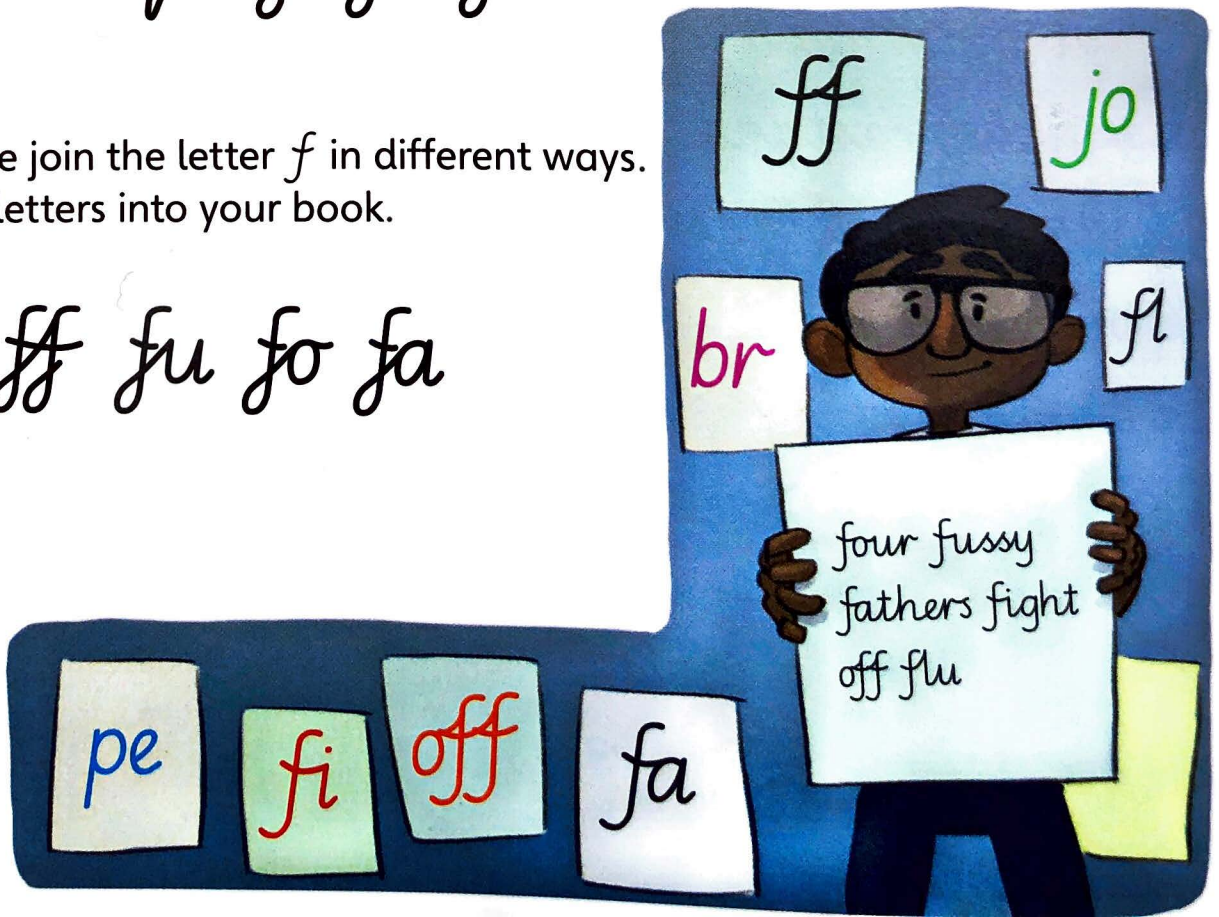 e join the letter f in different ways.
Letters into your book.
ff fu fo fa
ff
jo
br
fl
four fussy
fathers fight
off flu
pe
fi
off
fa